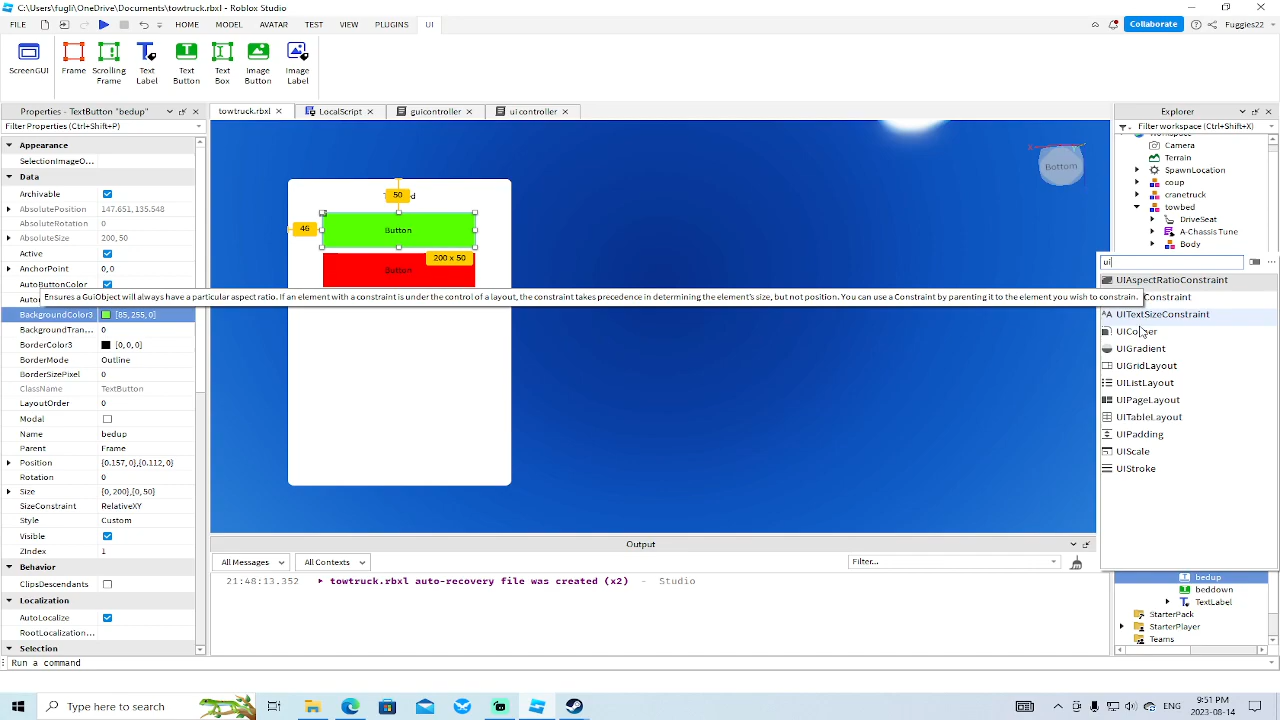 C:\Users\fugli\OneDrive\Documents\towtruck.rbxl - Roblox Studio
FILE HOME MODEL AVATAR TEST VIEW PLUGINS UI Collaborate Fuggles22
ScreenGUI Frame Scrolling Frame Text Label Text Button Text Box Image Button Image Label
Properties - TextButton "bedup"
Filter Properties (Ctrl+Shift+P)
Appearance
SelectionImageO...
Data
Archivable
AbsolutePosition 147.651, 135.548
AbsoluteRotation 0
AbsoluteSize 200, 50
Active
AnchorPoint 0, 0
AutoButtonColor
Auto
BackgroundColor3 [85, 255, 0]
BackgroundTran... 0
BorderColor3 [0, 0, 0]
BorderMode Outline
BorderSizePixel 0
ClassName TextButton
LayoutOrder 0
Modal
Name bedup
Parent Frame
Position {0.157, 0},{0.112, 0}
Rotation 0
Size {0, 200},{0, 50}
SizeConstraint RelativeXY
Style Custom
Visible
ZIndex 1
Behavior
ClipsDescendants
Localization
AutoLocalize
RootLocalization...
Selection
towtruck.rbxl LocalScript guicontroller ui controller
50
46
Button
200 x 50
Button
Bottom
Ensures a GuiObject will always have a particular aspect ratio. If an element with a constraint is under the control of a layout, the constraint takes precedence in determining the element's size, but not position. You can use a Constraint by parenting it to the element you wish to constrain.
Output
All Messages All Contexts Filter...
21:48:13.352 towtruck.rbxl auto-recovery file was created (x2) - Studio
Explorer
Filter workspace (Ctrl+Shift+X)
Camera
Terrain
SpawnLocation
coup
cranetruck
towbed
DriveSeat
A-Chassis Tune
Body
ui
UIAspectRatioConstraint
Constraint
UITextSizeConstraint
UIGradient
UIGridLayout
UIListLayout
UIPageLayout
UITableLayout
UIPadding
UIScale
UIStroke
bedup
beddown
TextLabel
StarterPack
StarterPlayer
Teams
Run a command
Type here to search
9:51 PM
2023-08-14